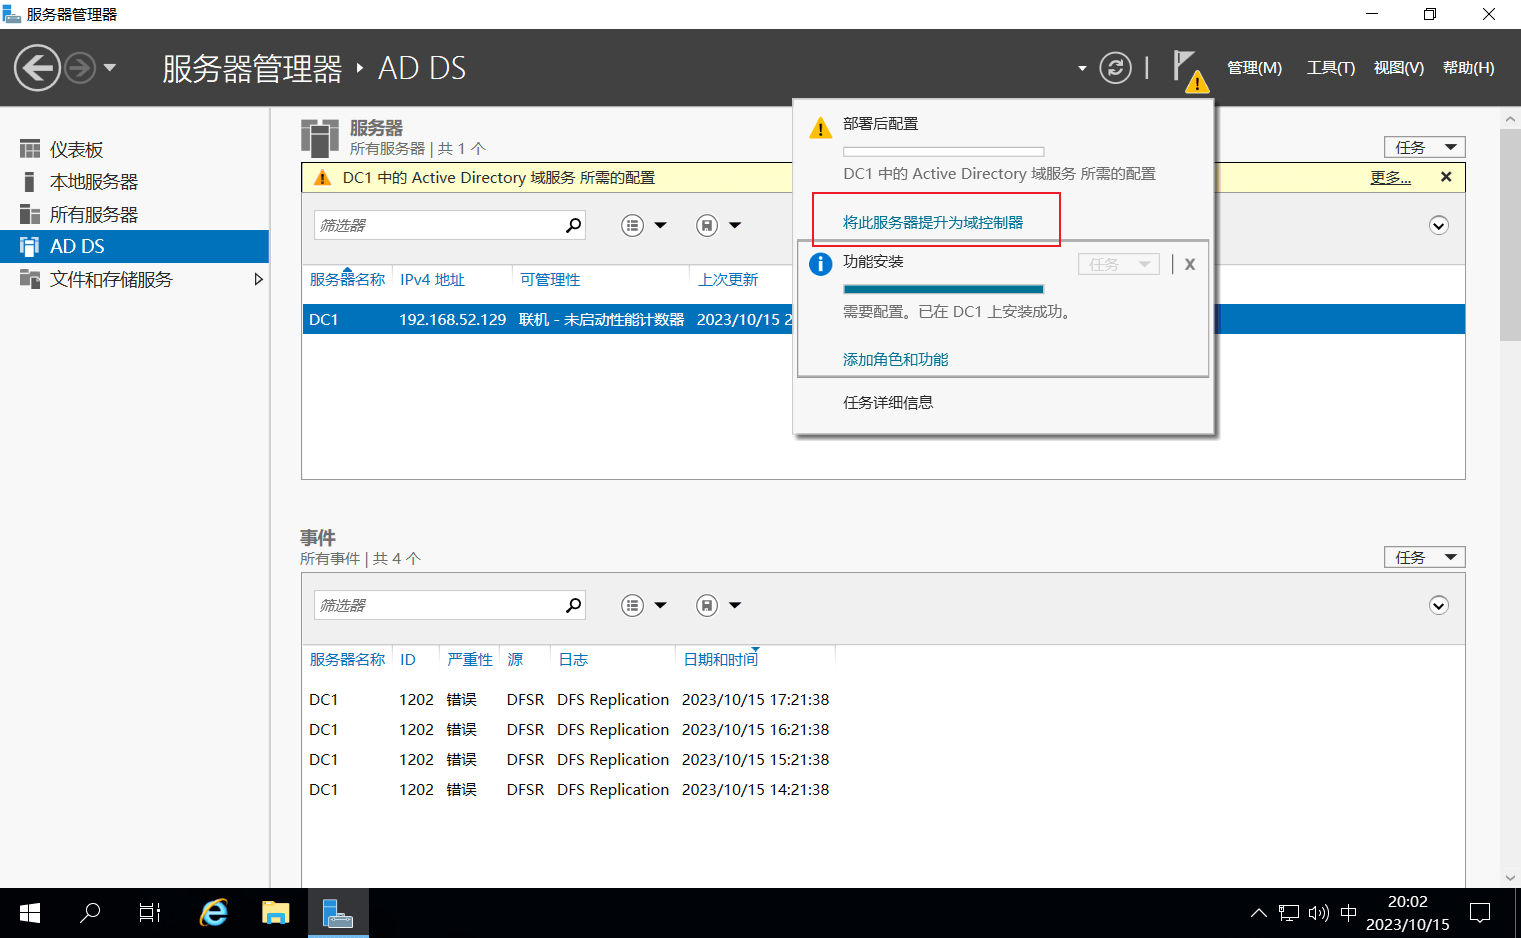 服务器管理器
服务器管理器 ‣ AD DS
管理(M) 工具(T) 视图(V) 帮助(H)
仪表板
本地服务器
所有服务器
AD DS
文件和存储服务
服务器
所有服务器 | 共 1 个
任务
DC1 中的 Active Directory 域服务 所需的配置
更多...
筛选器
服务器名称 IPv4 地址 可管理性 上次更新
DC1 192.168.52.129 联机 - 未启动性能计数器 2023/10/15 2
部署后配置
DC1 中的 Active Directory 域服务 所需的配置
将此服务器提升为域控制器
功能安装
任务
X
需要配置。已在 DC1 上安装成功。
添加角色和功能
任务详细信息
事件
所有事件 | 共 4 个
任务
筛选器
服务器名称 ID 严重性 源 日志 日期和时间
DC1 1202 错误 DFSR DFS Replication 2023/10/15 17:21:38
DC1 1202 错误 DFSR DFS Replication 2023/10/15 16:21:38
DC1 1202 错误 DFSR DFS Replication 2023/10/15 15:21:38
DC1 1202 错误 DFSR DFS Replication 2023/10/15 14:21:38
中
20:02
2023/10/15